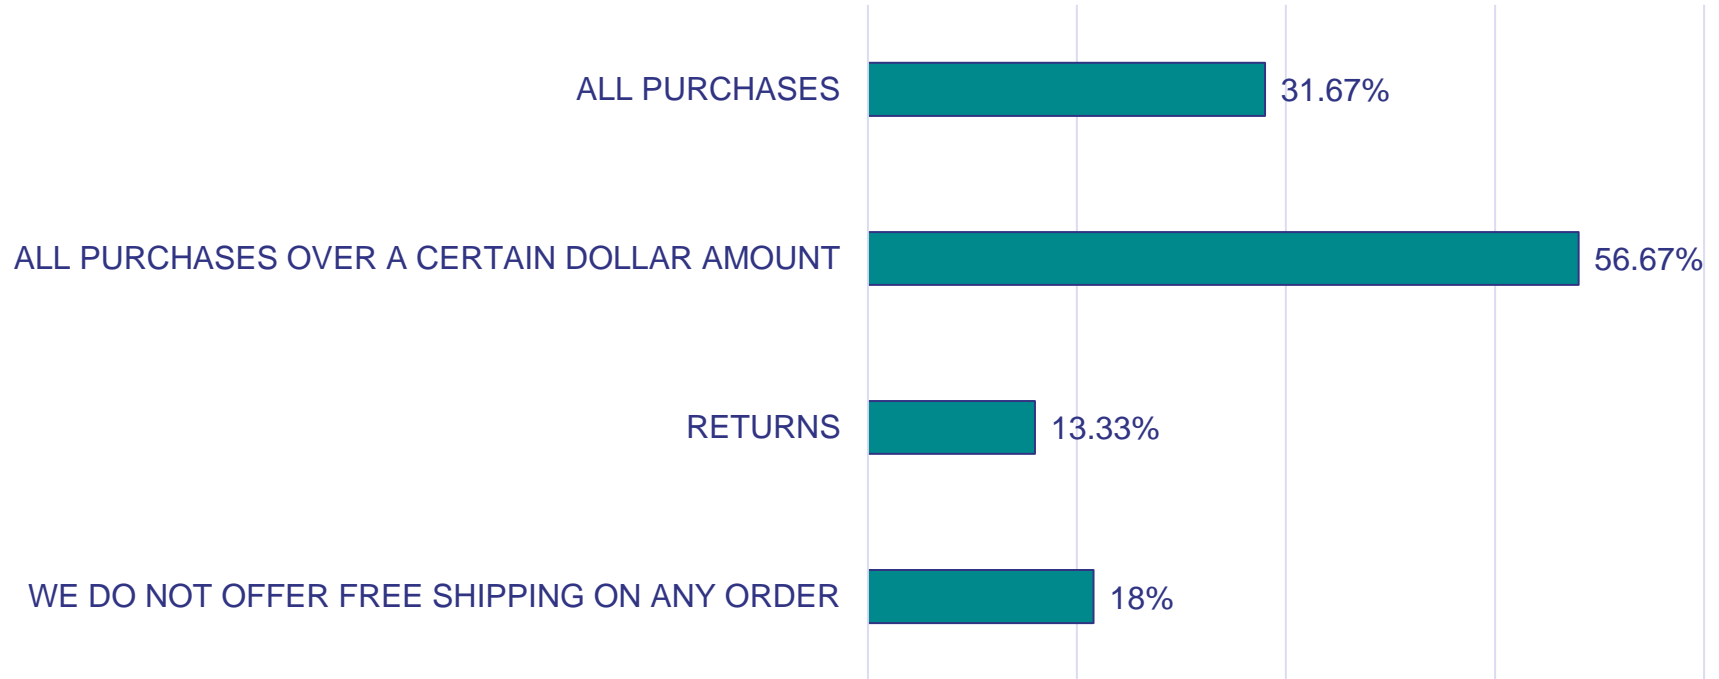 ALL PURCHASES 31.67%
ALL PURCHASES OVER A CERTAIN DOLLAR AMOUNT 56.67%
RETURNS 13.33%
WE DO NOT OFFER FREE SHIPPING ON ANY ORDER 18%